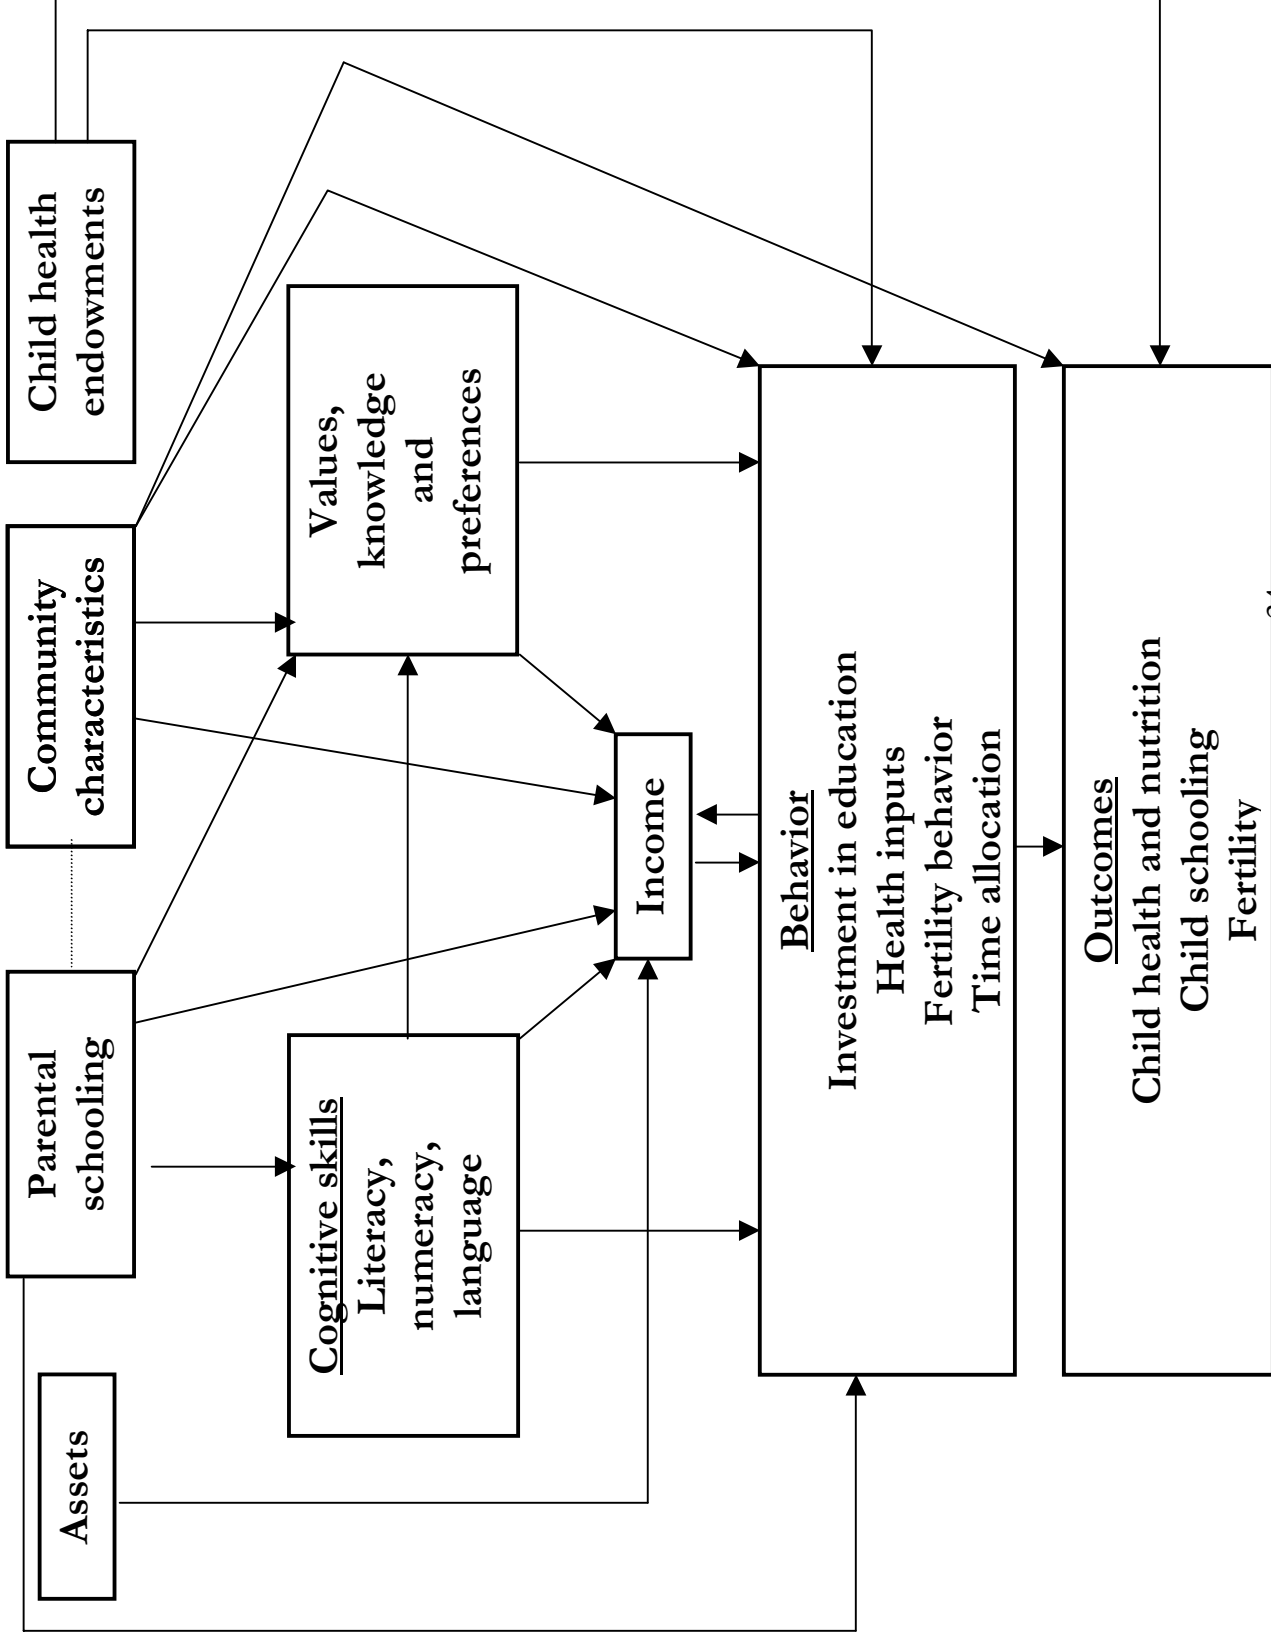 Assets
Parental
schooling
Community
characteristics
Child health
endowments
Cognitive skills
Literacy,
numeracy,
language
Values,
knowledge
and
preferences
Income
Behavior
Investment in education
Health inputs
Fertility behavior
Time allocation
Outcomes
Child health and nutrition
Child schooling
Fertility